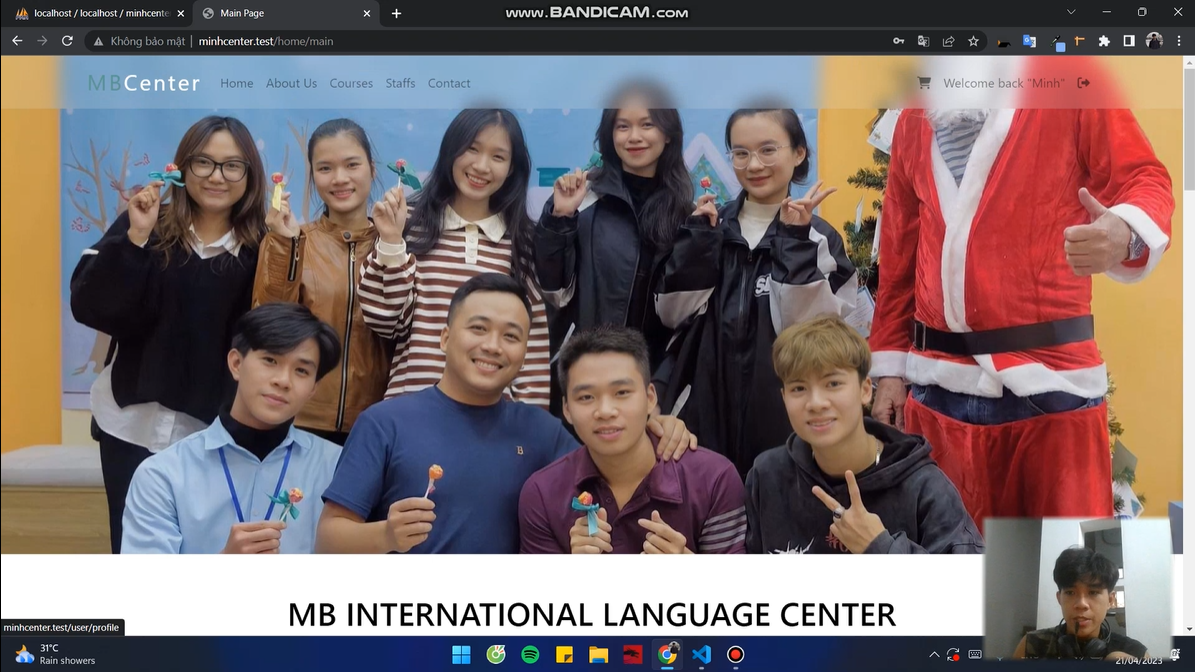 localhost / localhost / minhcenter
Main Page
www.BANDICAM.com
Không bảo mật
minhcenter.test/home/main
MBCenter
Home
About Us
Courses
Staffs
Contact
Welcome back "Minh"
MB INTERNATIONAL LANGUAGE CENTER
minhcenter.test/user/profile
31°C
Rain showers
21/04/2023